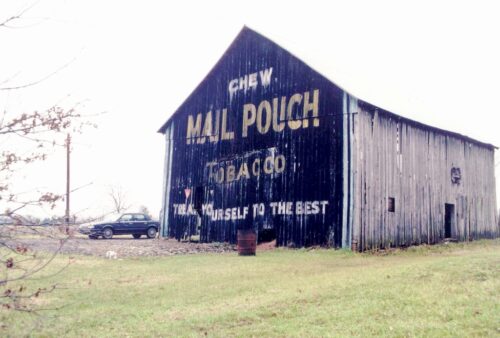 CHEW
MAIL POUCH
TOBACCO
TREAT YOURSELF TO THE BEST